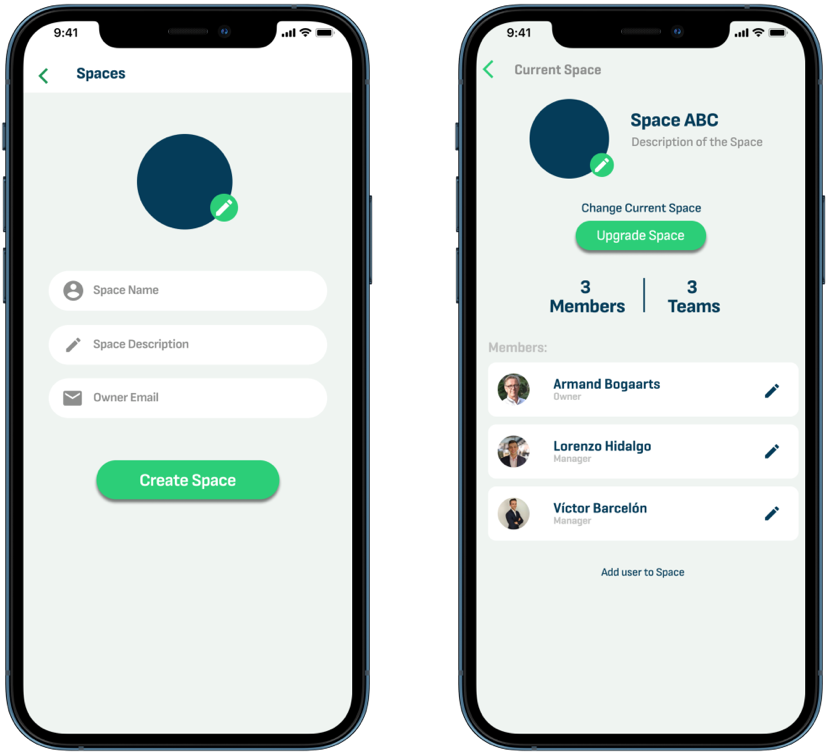 9:41
Spaces
Space Name
Space Description
Owner Email
Create Space
9:41
Current Space
Space ABC
Description of the Space
Change Current Space
Upgrade Space
3
Members
3
Teams
Members:
Armand Bogaarts
Owner
Lorenzo Hidalgo
Manager
Víctor Barcelón
Manager
Add user to Space